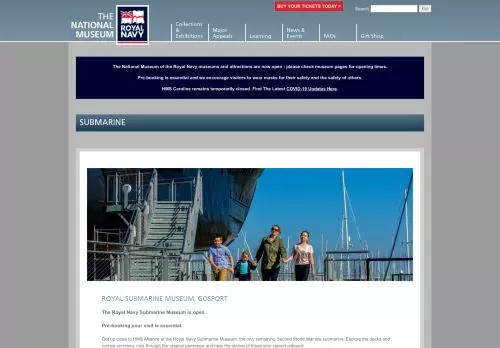 THE
NATIONAL
MUSEUM
ROYAL
NAVY
BUY YOUR TICKETS TODAY >
Search
Go
Collections
&
Exhibitions
Major
Appeals
Learning
News &
Events
FAQs
Gift Shop
The National Museum of the Royal Navy museums and attractions are now open - please check museum pages for opening times.
Pre-booking is essential and we encourage visitors to wear masks for their safety and the safety of others.
HMS Caroline remains temporarily closed. Find The Latest COVID-19 Updates Here.
SUBMARINE
ROYAL SUBMARINE MUSEUM, GOSPORT
The Royal Navy Submarine Museum is open.
Pre-booking your visit is essential.
Get up close to HMS Alliance at the Royal Navy Submarine Museum, the only remaining Second World War era submarine. Explore the decks and
narrow corridors, look through the original periscope and hear the stories of those who served onboard.